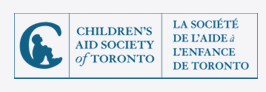 CHILDREN'S
AID SOCIETY
of TORONTO
LA SOCIÉTÉ
DE L'AIDE à
L'ENFANCE
DE TORONTO